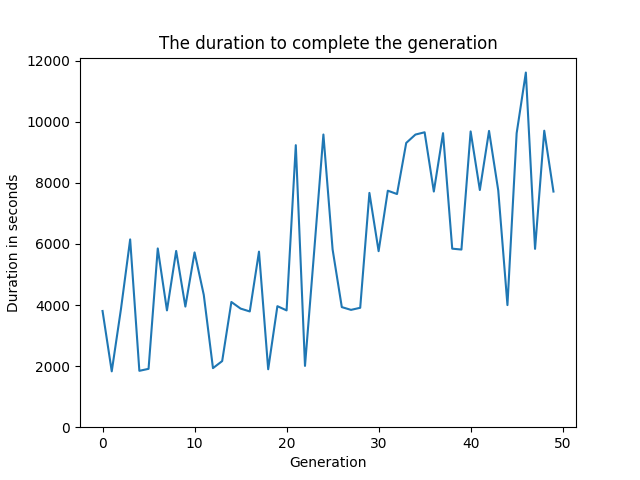 The duration to complete the generation
12000
10000
8000
6000
4000
2000
0
Duration in seconds
0 10 20 30 40 50
Generation